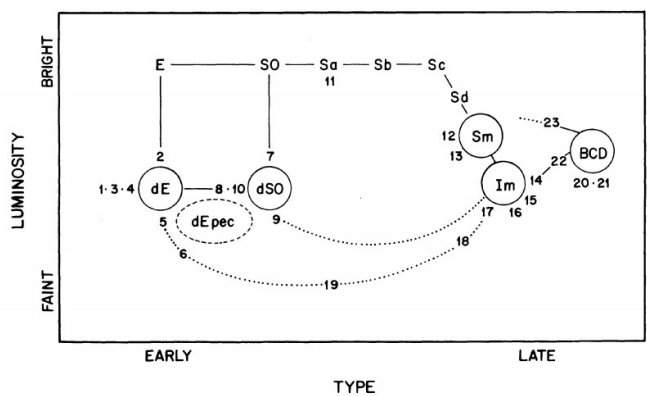 BRIGHT
LUMINOSITY
FAINT
E SO Sa Sb Sc
11
Sd
23
12 Sm
13
BCD
2 7
22
1·3·4 dE 8·10 dSO
Im 14 20·21
15
5 dE pec 9
17 16
6 18
19
EARLY LATE
TYPE